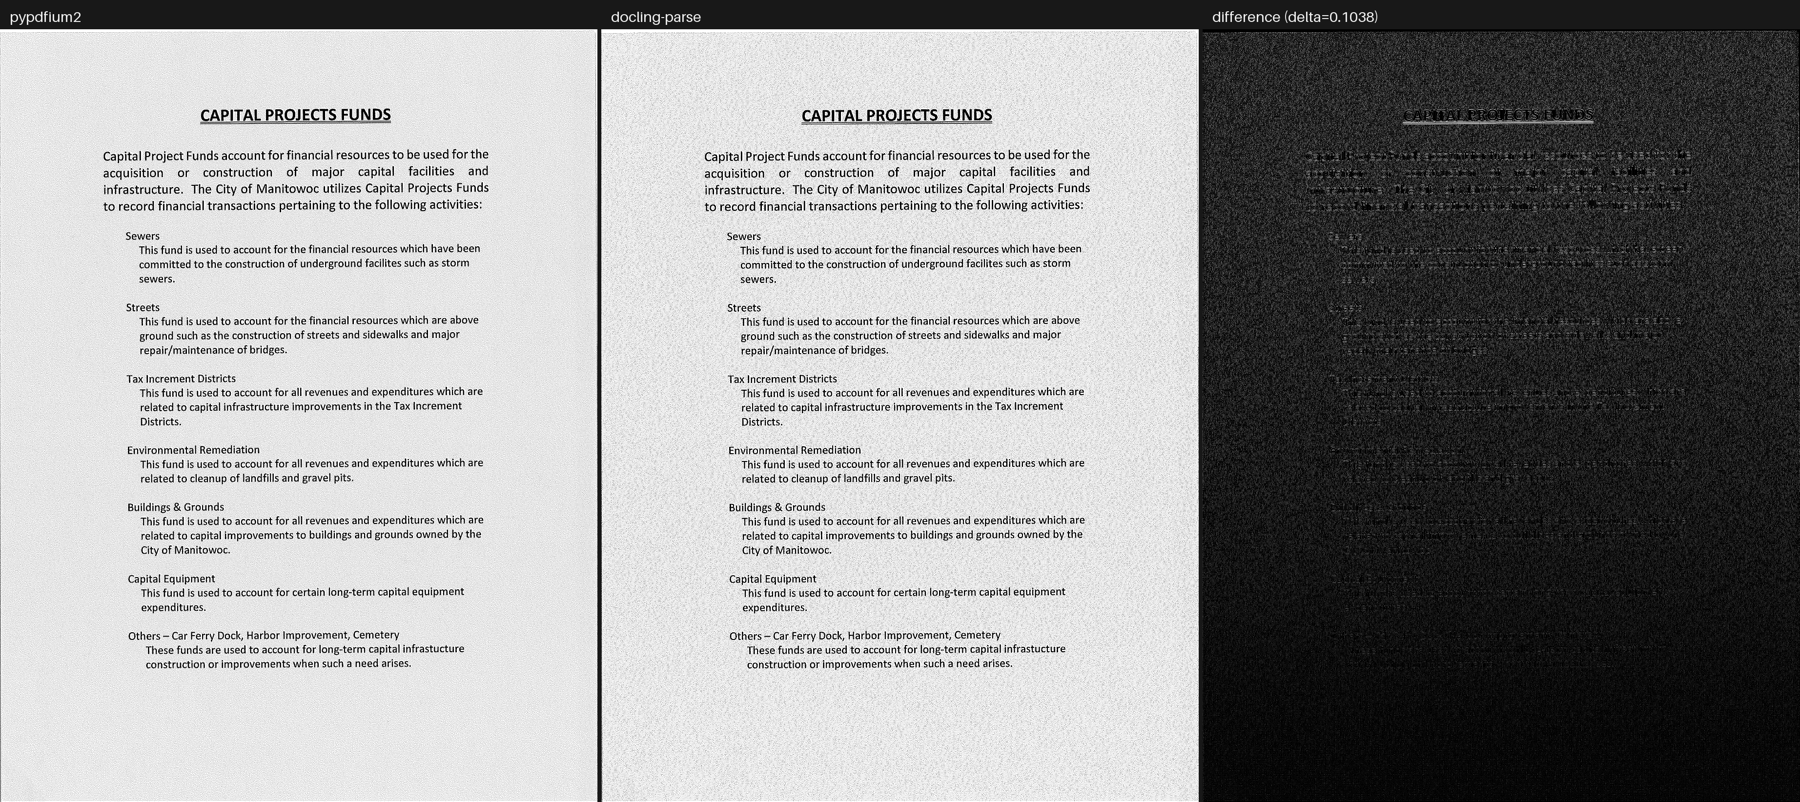 pypdfium2
CAPITAL PROJECTS FUNDS
Capital Project Funds account for financial resources to be used for the
acquisition or construction of major capital facilities and
infrastructure. The City of Manitowoc utilizes Capital Projects Funds
to record financial transactions pertaining to the following activities:
Sewers
This fund is used to account for the financial resources which have been
committed to the construction of underground facilites such as storm
sewers.
Streets
This fund is used to account for the financial resources which are above
ground such as the construction of streets and sidewalks and major
repair/maintenance of bridges.
Tax Increment Districts
This fund is used to account for all revenues and expenditures which are
related to capital infrastructure improvements in the Tax Increment
Districts.
Environmental Remediation
This fund is used to account for all revenues and expenditures which are
related to cleanup of landfills and gravel pits.
Buildings & Grounds
This fund is used to account for all revenues and expenditures which are
related to capital improvements to buildings and grounds owned by the
City of Manitowoc.
Capital Equipment
This fund is used to account for certain long-term capital equipment
expenditures.
Others – Car Ferry Dock, Harbor Improvement, Cemetery
These funds are used to account for long-term capital infrastucture
construction or improvements when such a need arises.
docling-parse
CAPITAL PROJECTS FUNDS
Capital Project Funds account for financial resources to be used for the
acquisition or construction of major capital facilities and
infrastructure. The City of Manitowoc utilizes Capital Projects Funds
to record financial transactions pertaining to the following activities:
Sewers
This fund is used to account for the financial resources which have been
committed to the construction of underground facilites such as storm
sewers.
Streets
This fund is used to account for the financial resources which are above
ground such as the construction of streets and sidewalks and major
repair/maintenance of bridges.
Tax Increment Districts
This fund is used to account for all revenues and expenditures which are
related to capital infrastructure improvements in the Tax Increment
Districts.
Environmental Remediation
This fund is used to account for all revenues and expenditures which are
related to cleanup of landfills and gravel pits.
Buildings & Grounds
This fund is used to account for all revenues and expenditures which are
related to capital improvements to buildings and grounds owned by the
City of Manitowoc.
Capital Equipment
This fund is used to account for certain long-term capital equipment
expenditures.
Others – Car Ferry Dock, Harbor Improvement, Cemetery
These funds are used to account for long-term capital infrastucture
construction or improvements when such a need arises.
difference (delta=0.1038)
CAPITAL PROJECTS FUNDS